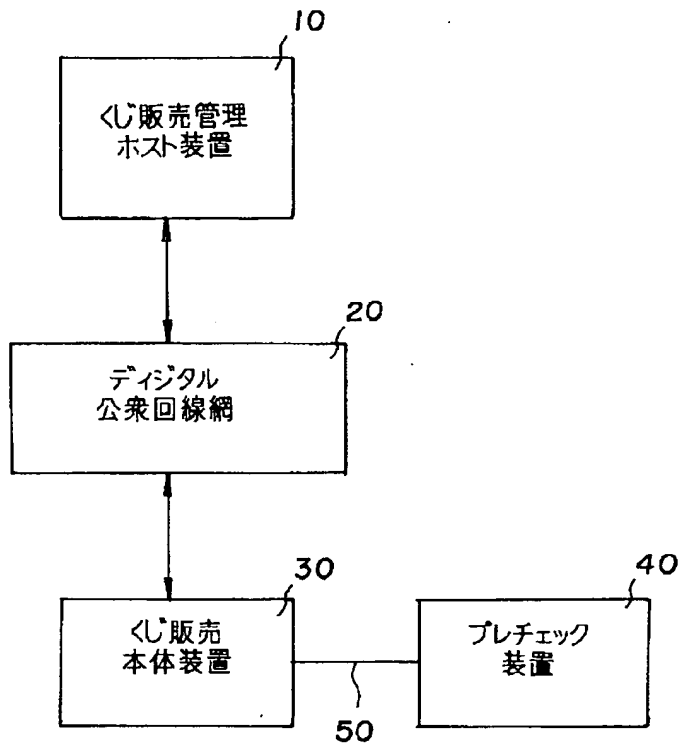 10
くじ販売管理
ホスト装置
20
ディジタル
公衆回線網
30
くじ販売
本体装置
40
プレチェック
装置
50